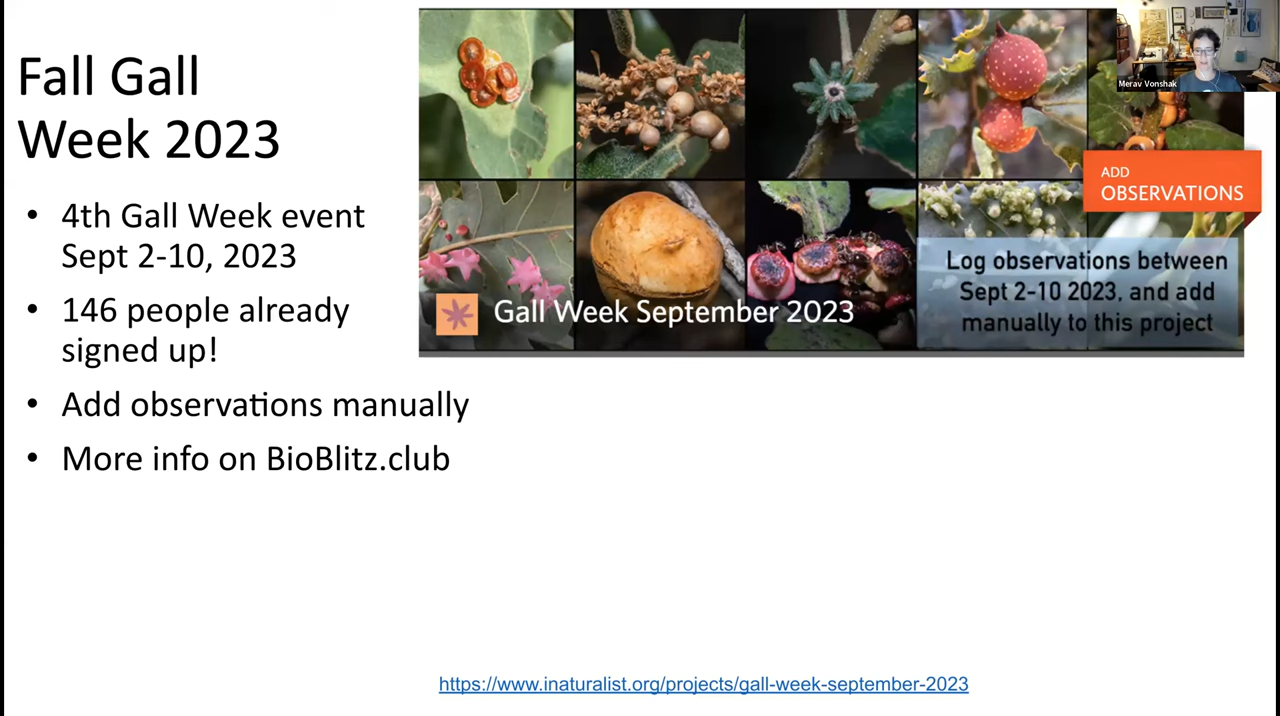 Fall Gall
Week 2023
• 4th Gall Week event
Sept 2-10, 2023
• 146 people already
signed up!
• Add observations manually
• More info on BioBlitz.club
Merav Vonshak
ADD
OBSERVATIONS
Gall Week September 2023
Log observations between
Sept 2-10 2023, and add
manually to this project
https://www.inaturalist.org/projects/gall-week-september-2023